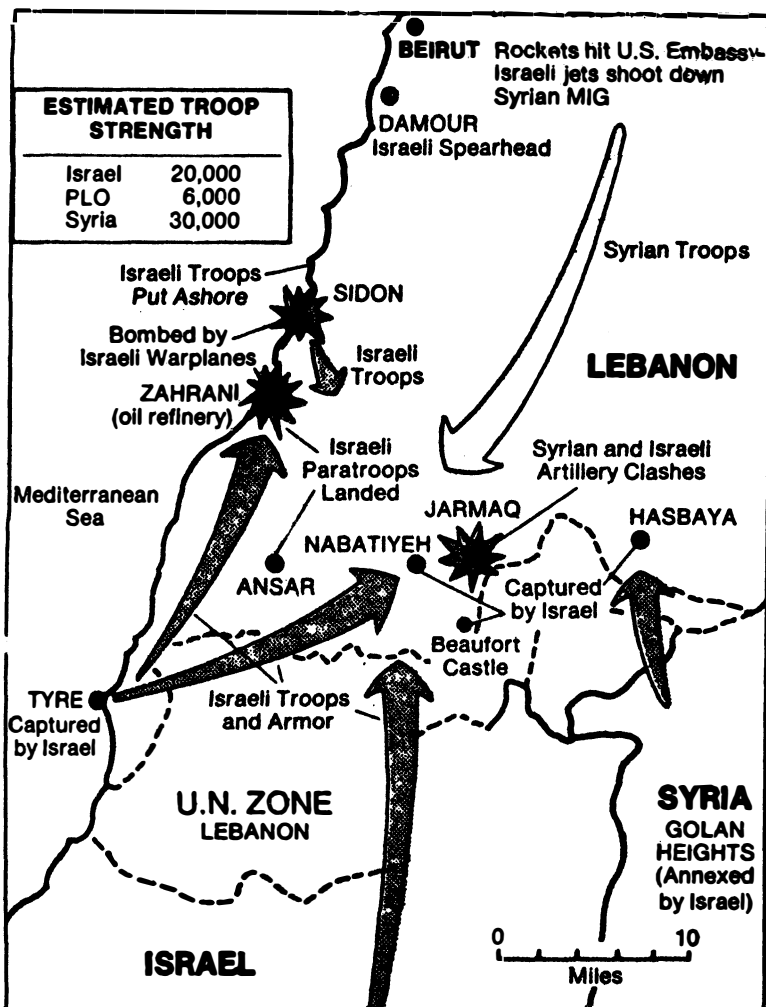 BEIRUT
Rockets hit U.S. Embassy
Israeli jets shoot down
Syrian MIG
ESTIMATED TROOP
STRENGTH
Israel 20,000
PLO 6,000
Syria 30,000
DAMOUR
Israeli Spearhead
Syrian Troops
Israeli Troops
Put Ashore
SIDON
Bombed by
Israeli Warplanes
Israeli
Troops
LEBANON
ZAHRANI
(oil refinery)
Israeli
Paratroops
Landed
Syrian and Israeli
Artillery Clashes
Mediterranean
Sea
JARMAQ
HASBAYA
NABATIYEH
ANSAR
Captured
by Israel
Beaufort
Castle
TYRE
Captured
by Israel
Israeli Troops
and Armor
U.N. ZONE
LEBANON
SYRIA
GOLAN
HEIGHTS
(Annexed
by Israel)
ISRAEL
0 10
Miles